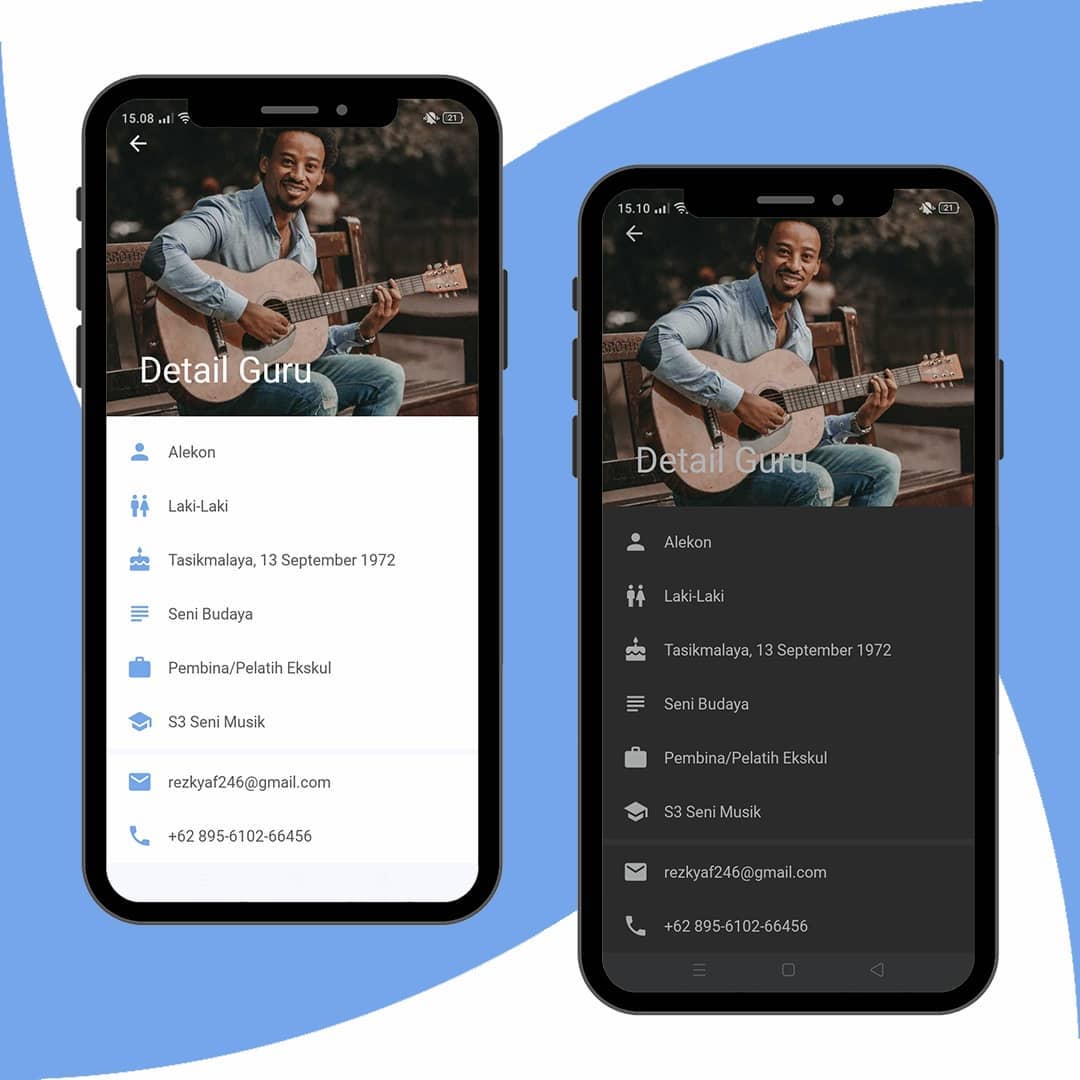 15.08
21
Detail Guru
Alekon
Laki-Laki
Tasikmalaya, 13 September 1972
Seni Budaya
Pembina/Pelatih Ekskul
S3 Seni Musik
rezkyaf246@gmail.com
+62 895-6102-66456
15.10
21
Detail Guru
Alekon
Laki-Laki
Tasikmalaya, 13 September 1972
Seni Budaya
Pembina/Pelatih Ekskul
S3 Seni Musik
rezkyaf246@gmail.com
+62 895-6102-66456